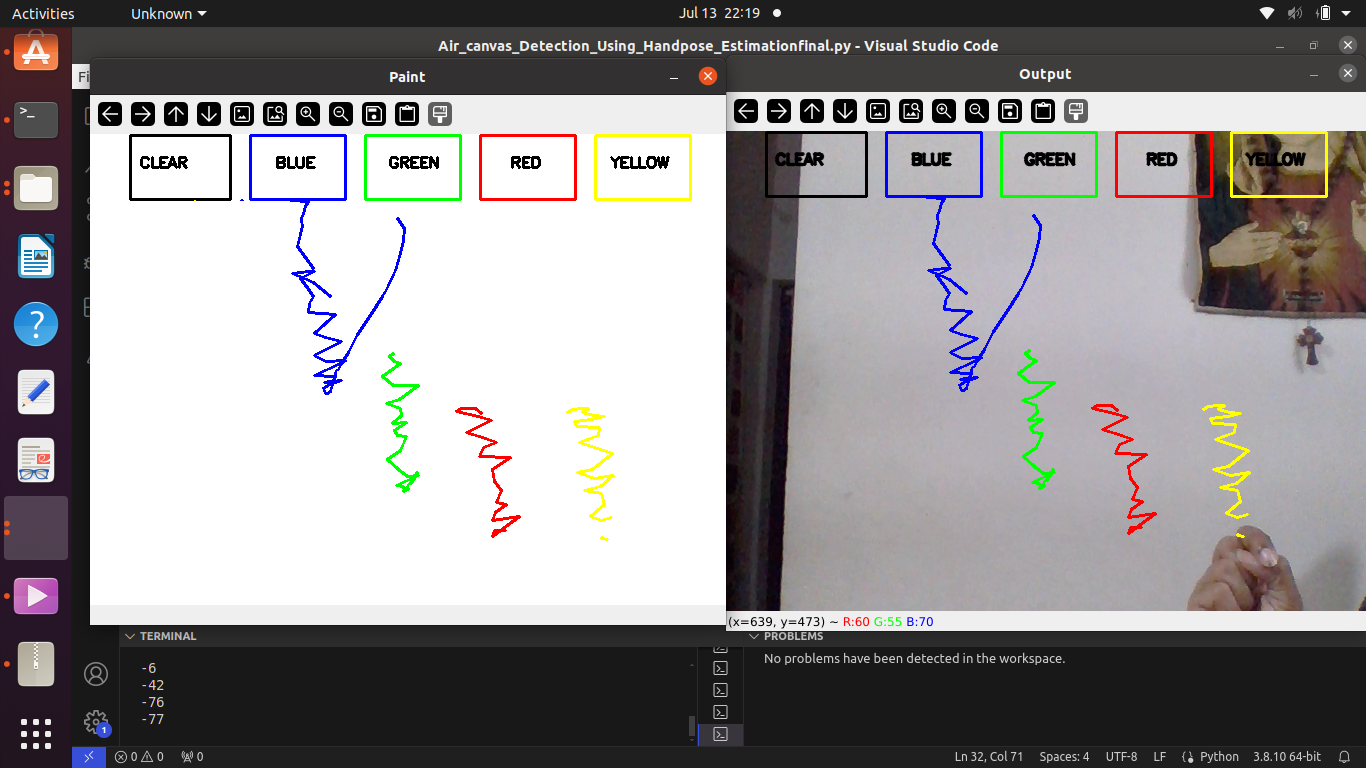 Activities
Unknown
Jul 13 22:19
Air_canvas_Detection_Using_Handpose_Estimationfinal.py - Visual Studio Code
Fi
Paint
Output
CLEAR
BLUE
GREEN
RED
YELLOW
CLEAR
BLUE
GREEN
RED
YELLOW
(x=639, y=473) ~ R:60 G:55 B:70
TERMINAL
-6
-42
-76
-77
PROBLEMS
No problems have been detected in the workspace.
1
0 0 0
Ln 32, Col 71 Spaces: 4 UTF-8 LF Python 3.8.10 64-bit